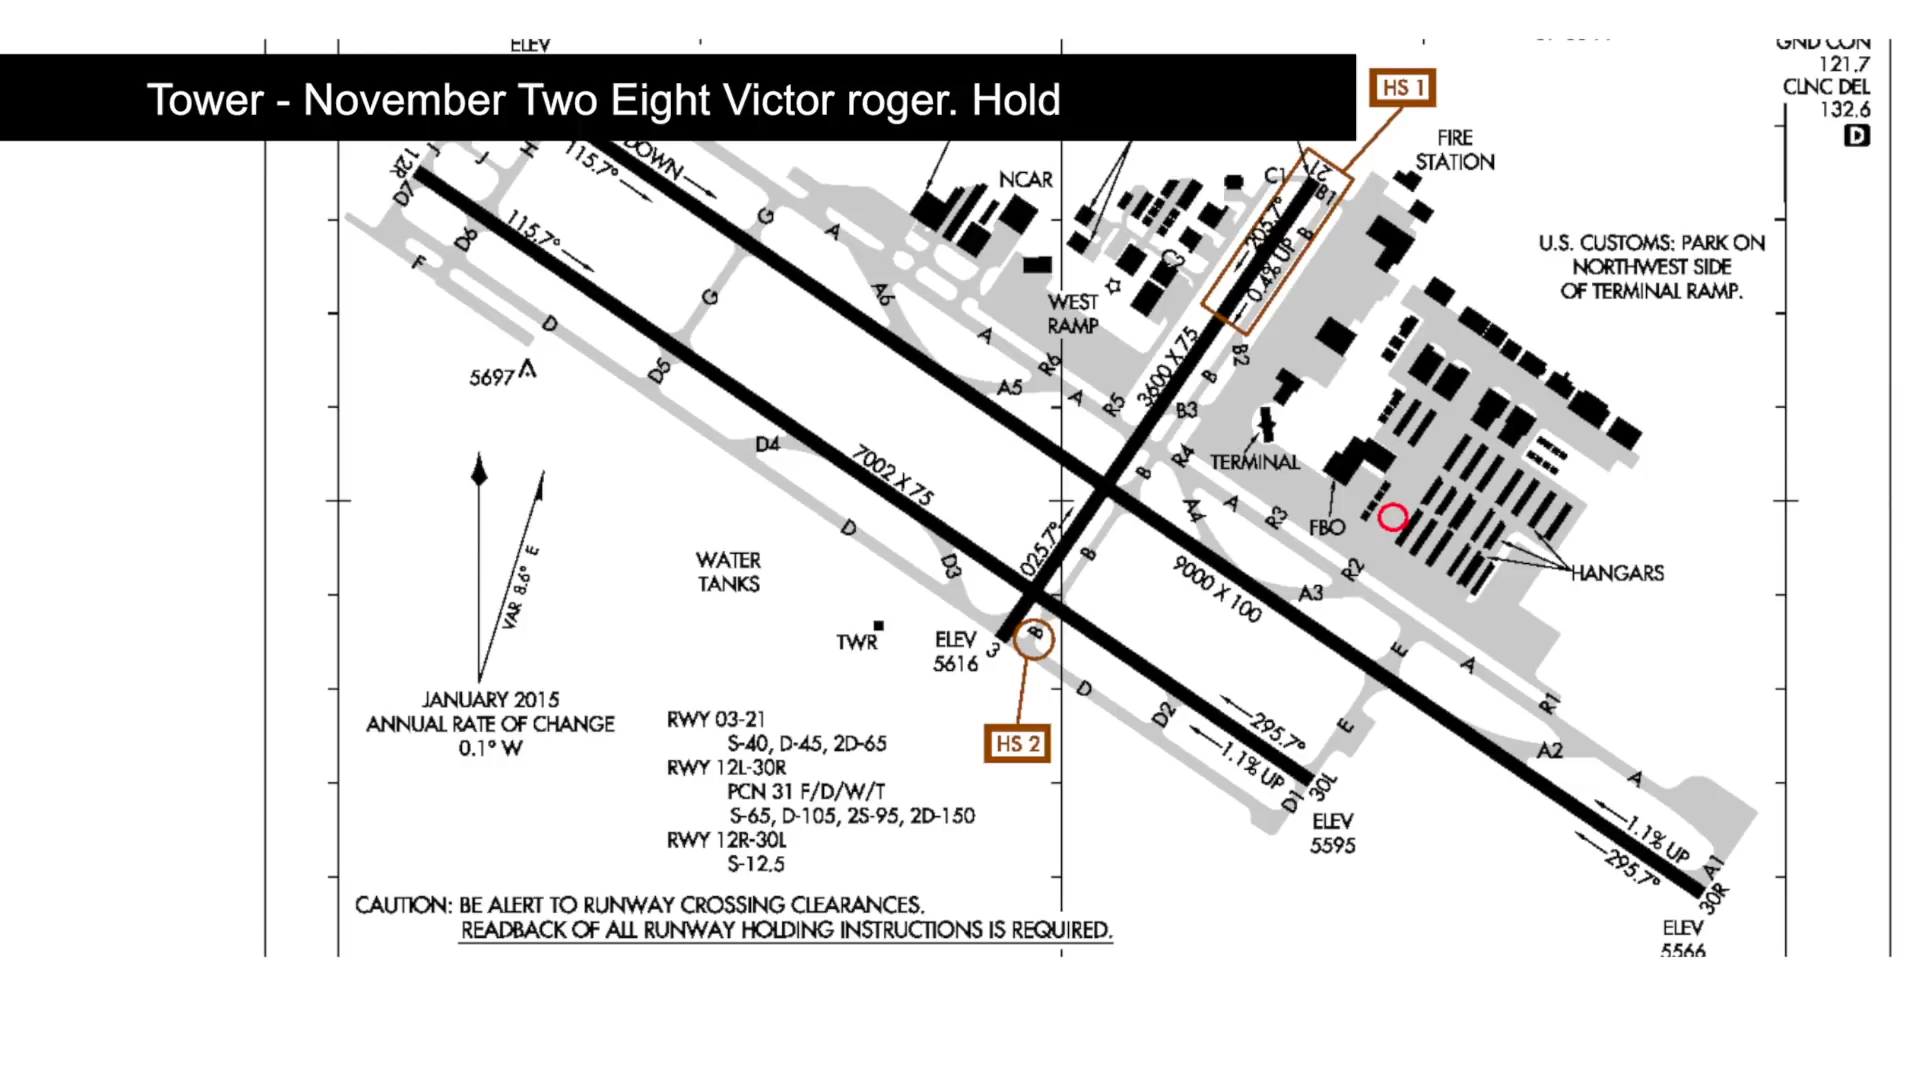 ELEV
GND CON
121.7
CLNC DEL
132.6
D
Tower - November Two Eight Victor roger. Hold
HS 1
FIRE
STATION
U.S. CUSTOMS: PARK ON
NORTHWEST SIDE
OF TERMINAL RAMP.
12R
D7
J
H
DOWN
115.7°
115.7°
D6
F
D
G
A
G
NCAR
A6
WEST
RAMP
A
R6
A5
A
R5
C1
C2
21
B1
B
205.7°
0.4% UP
3600 X 75
B2
B
B3
R4
B
TERMINAL
5697
D5
D4
7002 X 75
D
D3
025.7°
B
A4
A
R3
FBO
R2
A3
HANGARS
9000 X 100
VAR 8.6° E
WATER
TANKS
TWR
ELEV
5616
3
B
D
HS 2
D2
E
E
A
R1
A2
A
295.7°
1.1% UP
D1
30L
ELEV
5595
1.1% UP
295.7°
A1
30R
ELEV
5566
JANUARY 2015
ANNUAL RATE OF CHANGE
0.1° W
RWY 03-21
S-40, D-45, 2D-65
RWY 12L-30R
PCN 31 F/D/W/T
S-65, D-105, 2S-95, 2D-150
RWY 12R-30L
S-12.5
CAUTION: BE ALERT TO RUNWAY CROSSING CLEARANCES.
READBACK OF ALL RUNWAY HOLDING INSTRUCTIONS IS REQUIRED.